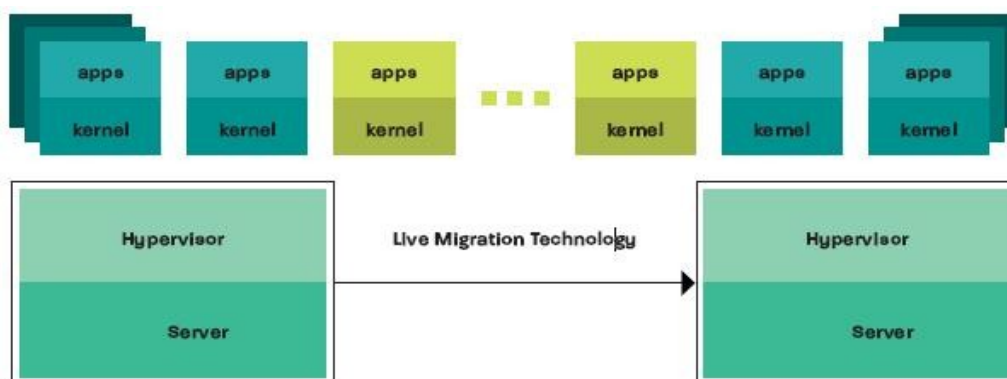 apps apps apps apps apps apps
kernel kernel kernel kernel kernel kernel
Hypervisor Live Migration Technology Hypervisor
Server Server